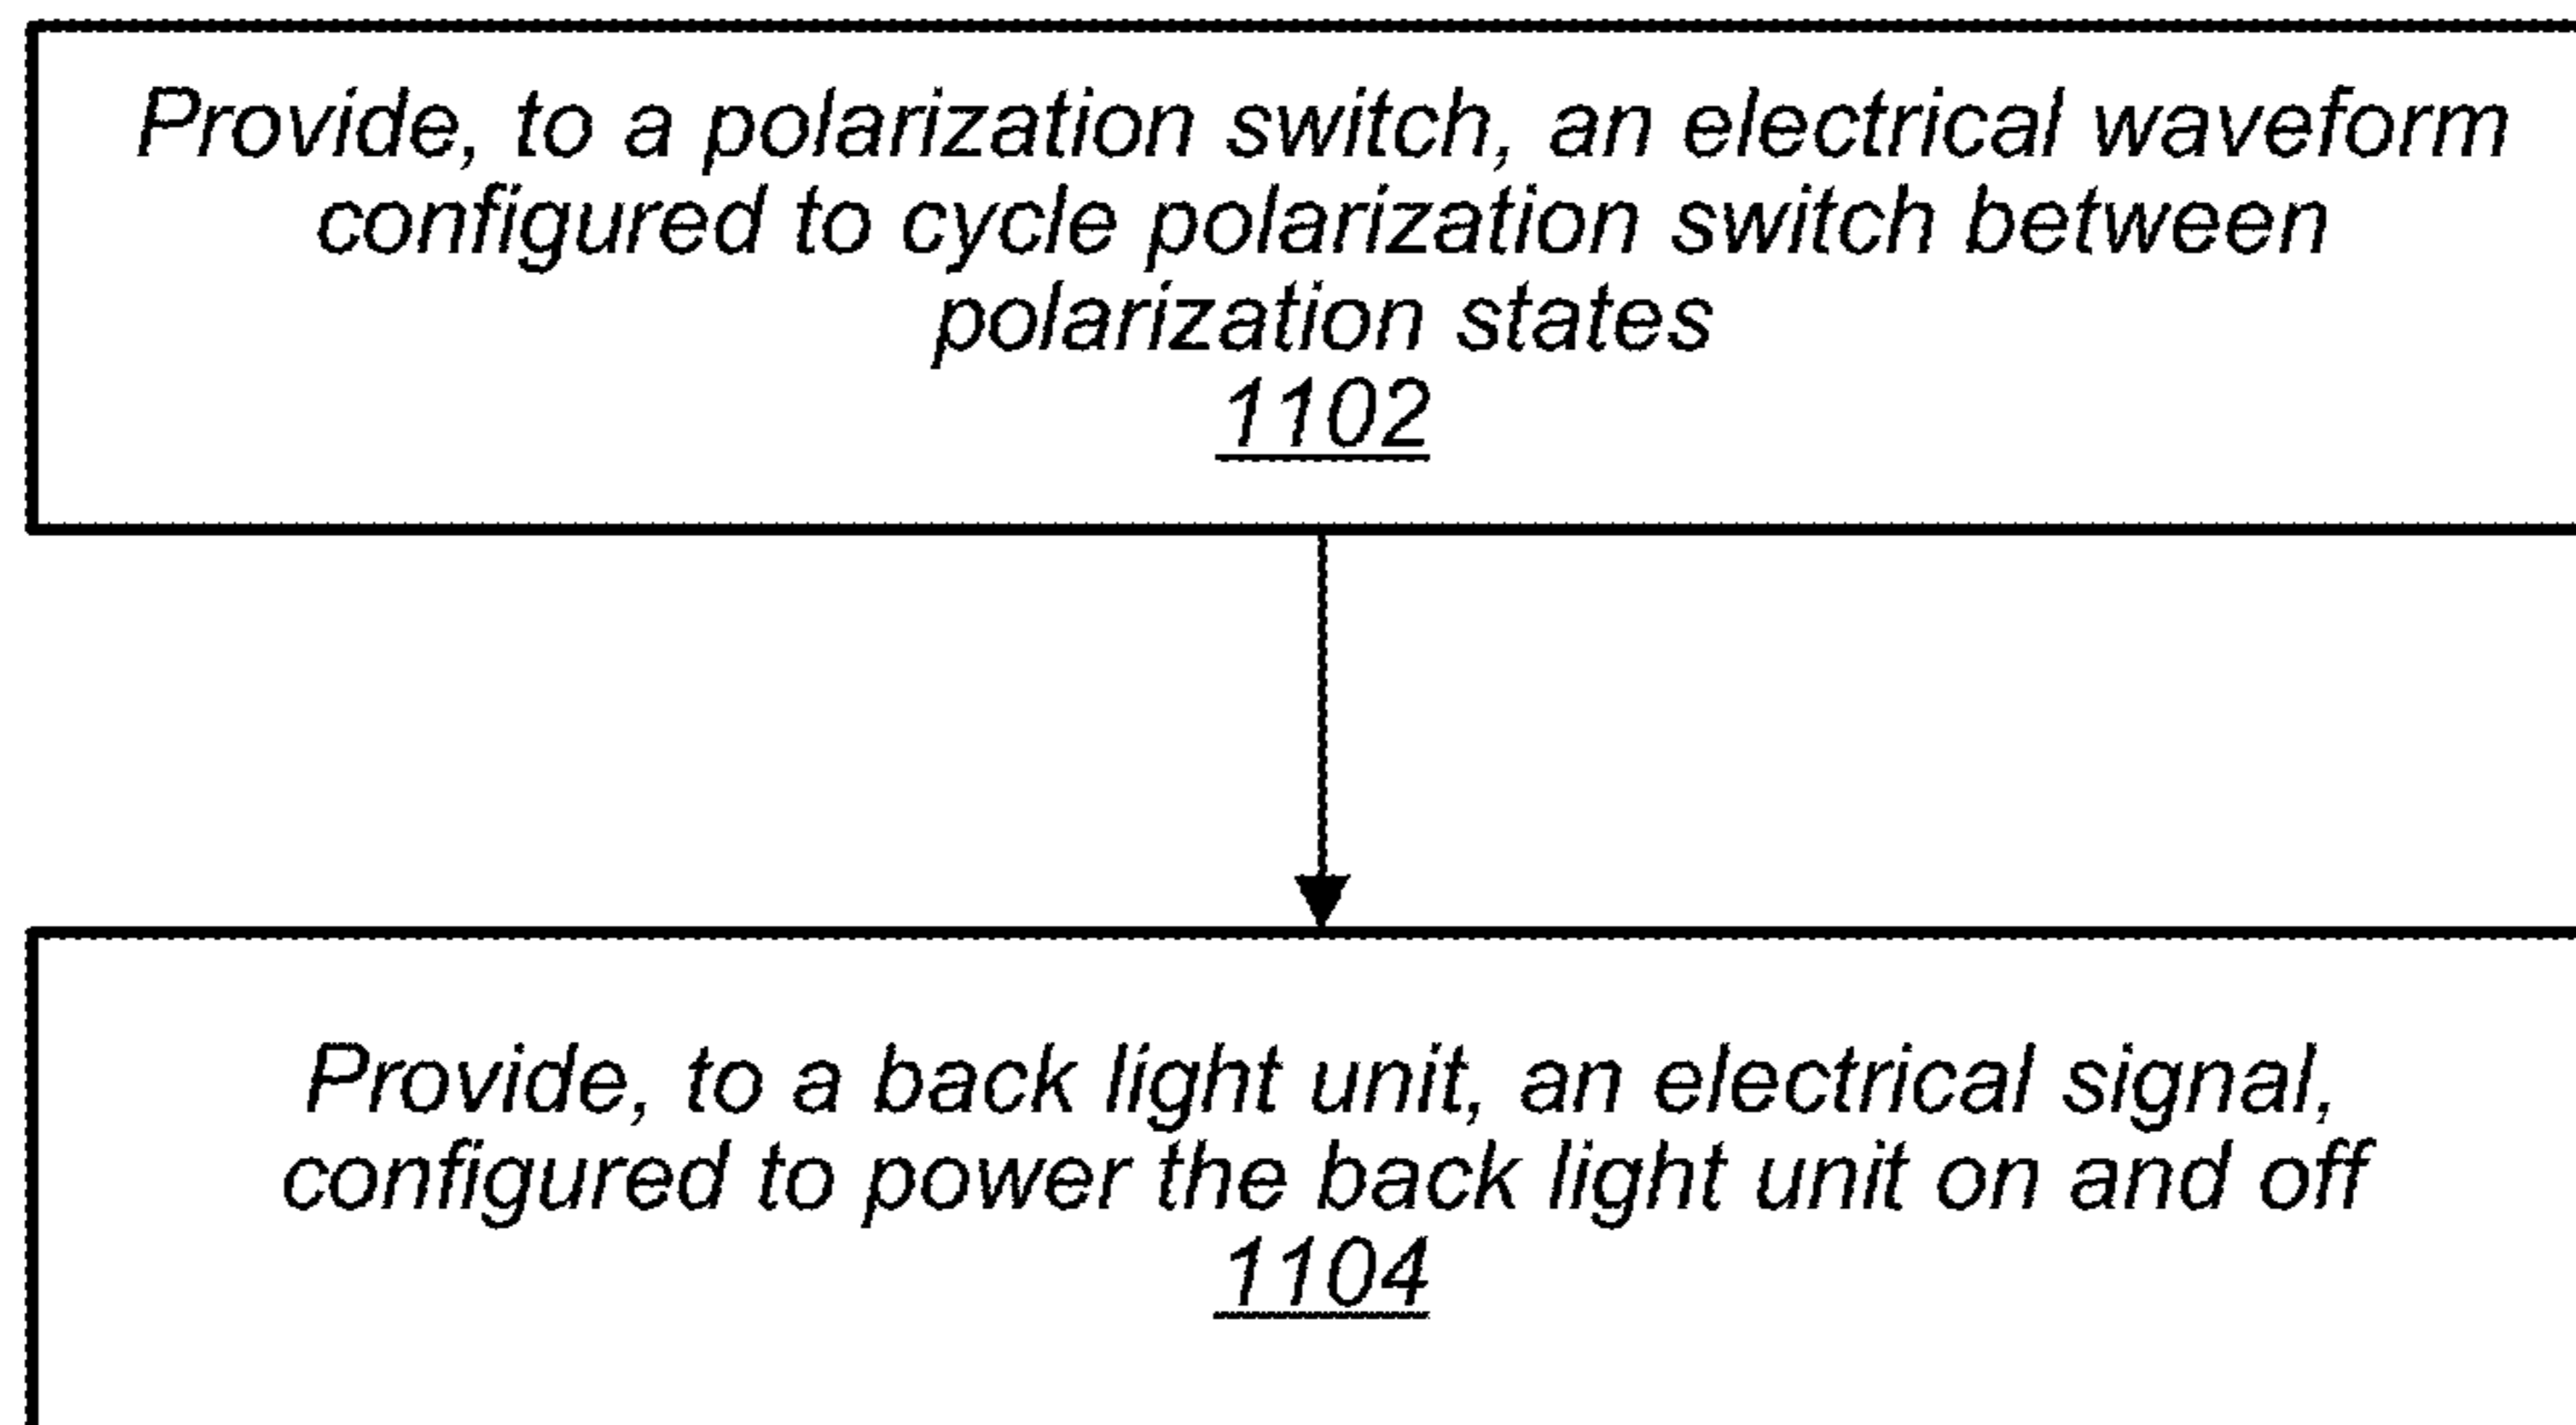 Provide, to a polarization switch, an electrical waveform
configured to cycle polarization switch between
polarization states
1102
Provide, to a back light unit, an electrical signal,
configured to power the back light unit on and off
1104